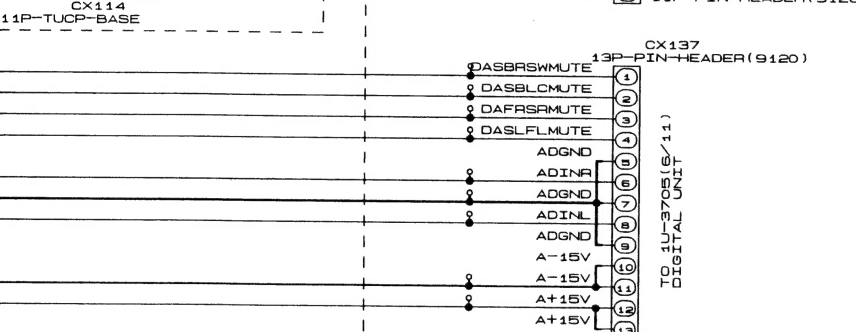 CX114
11P-TUCP-BASE
CX137
13P-PIN-HEADER(9120)
DASBRSWMUTE 1
DASBLCMUTE 2
DAFRSRMUTE 3
DASLFLMUTE 4
ADGND 5
ADINR 6
ADGND 7
ADINL 8
ADGND 9
A-15V 10
A-15V 11
A+15V 12
A+15V 13
TO 1U-3705(6/11)
DIGITAL UNIT